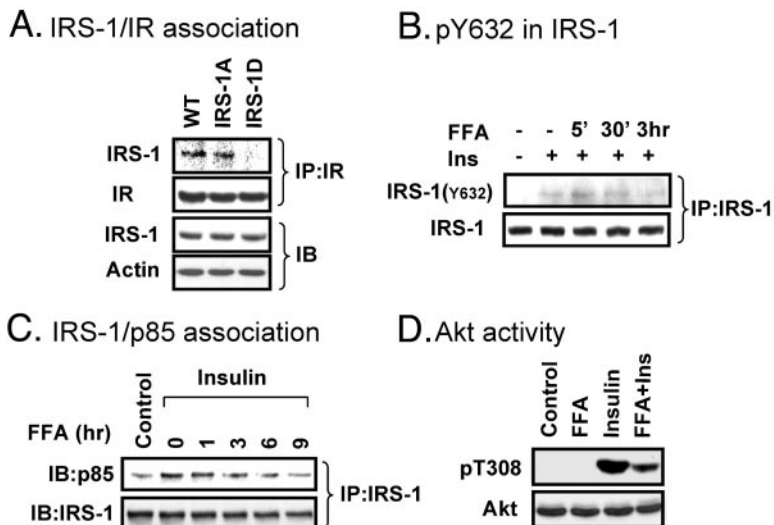 A. IRS-1/IR association
WT
IRS-1A
IRS-1D
IRS-1
IR
IP:IR
IRS-1
Actin
IB
B. pY632 in IRS-1
FFA - - 5' 30' 3hr
Ins - + + + +
IRS-1(Y632)
IRS-1
IP:IRS-1
C. IRS-1/p85 association
Control
Insulin
FFA (hr) 0 1 3 6 9
IB:p85
IB:IRS-1
IP:IRS-1
D. Akt activity
Control
FFA
Insulin
FFA+Ins
pT308
Akt